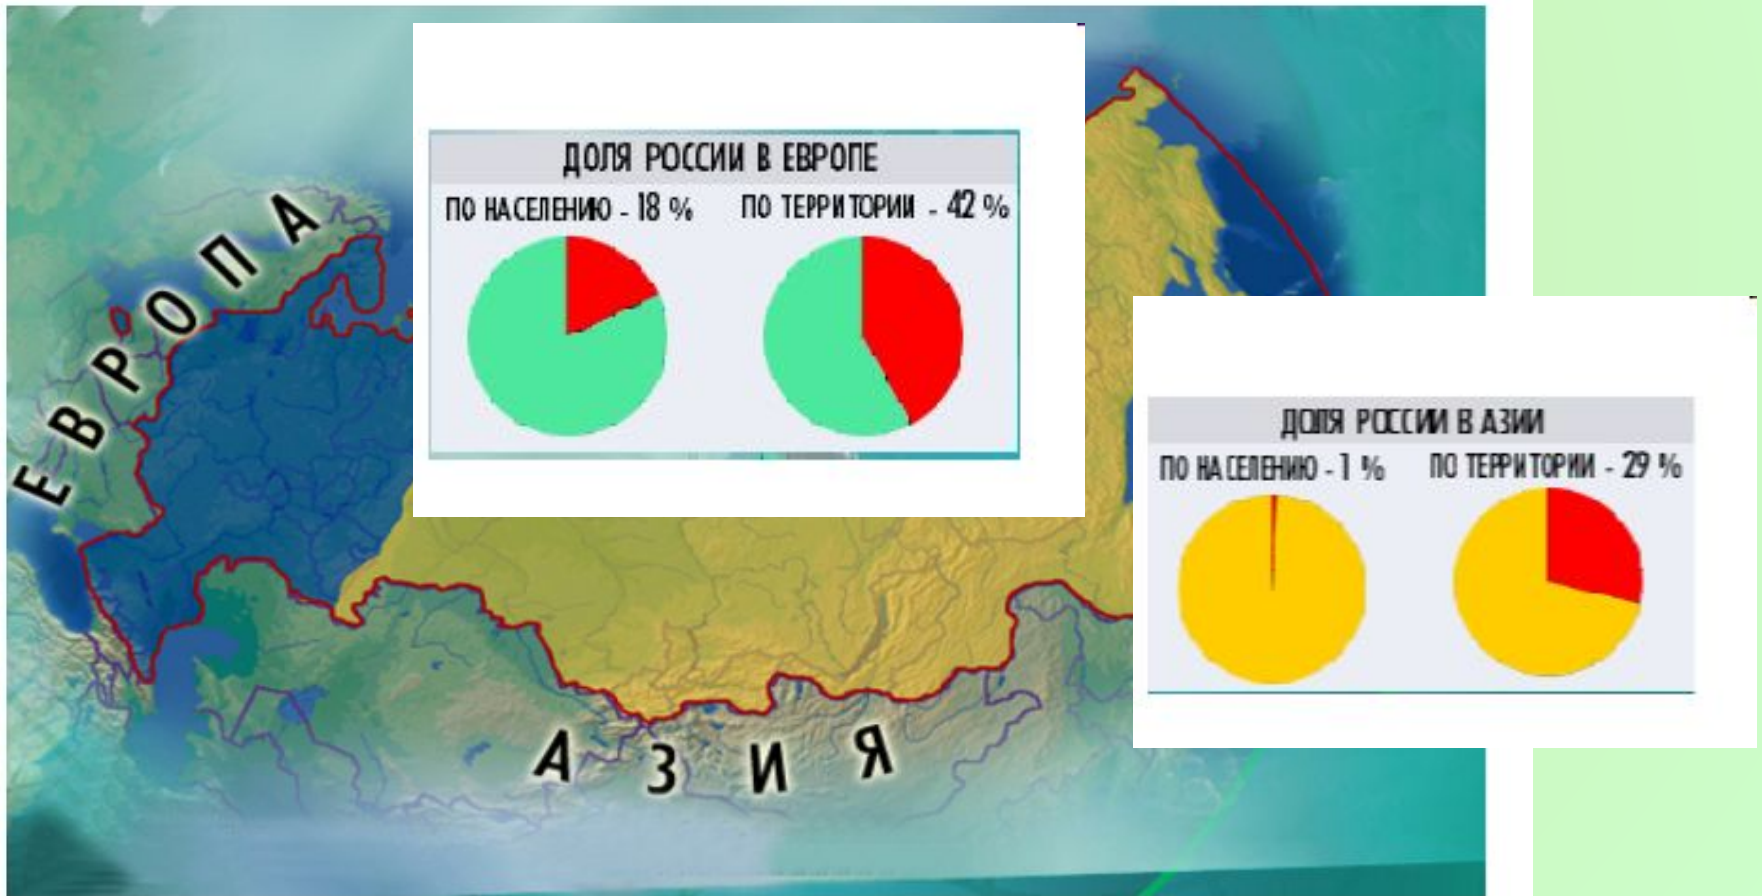 ЕВРОПА
ДОЛЯ РОССИИ В ЕВРОПЕ
ПО НАСЕЛЕНИЮ - 18 %
ПО ТЕРРИТОРИИ - 42 %
ДОЛЯ РОССИИ В АЗИИ
ПО НАСЕЛЕНИЮ - 1 %
ПО ТЕРРИТОРИИ - 29 %
АЗИЯ